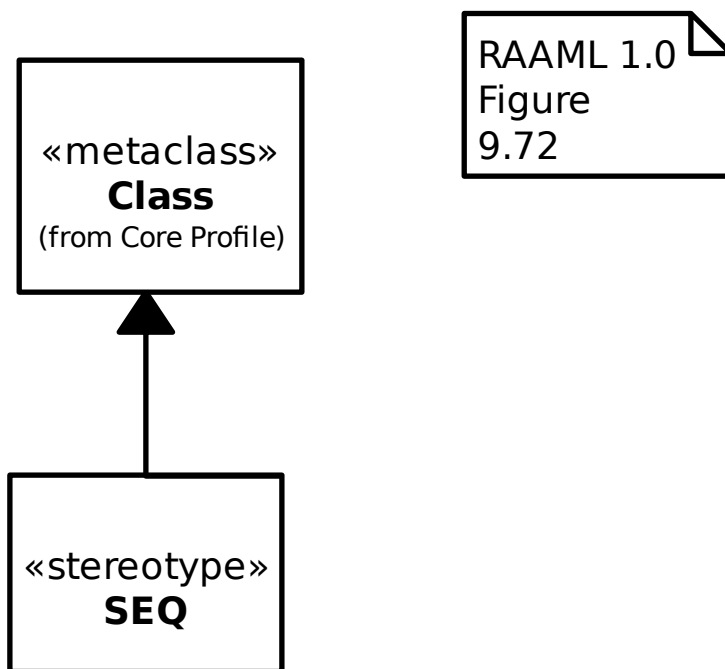 «metaclass»
Class
(from Core Profile)
RAAML 1.0
Figure
9.72
«stereotype»
SEQ